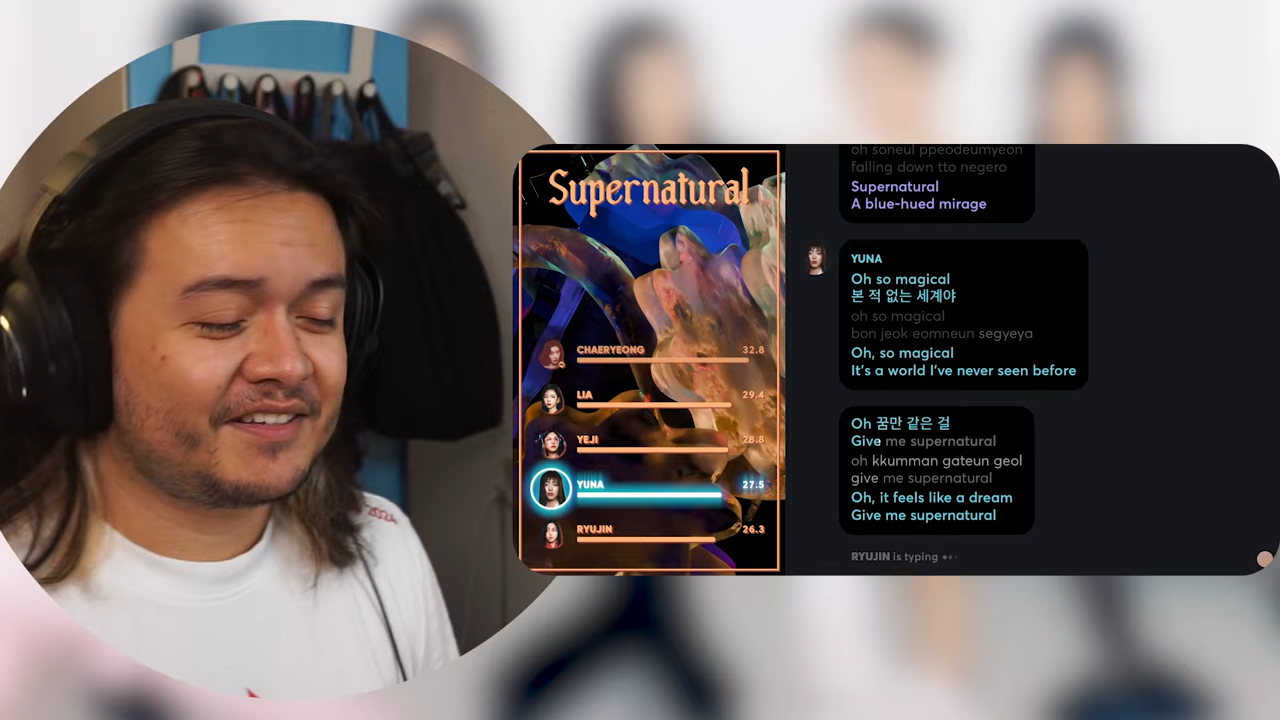 Supernatural
CHAERYEONG 32.8
LIA 29.4
YEJI 28.8
YUNA 27.5
RYUJIN 26.3
oh soneul ppeodeumyeon
falling down tto negero
Supernatural
A blue-hued mirage
YUNA
Oh so magical
본 적 없는 세계야
oh so magical
bon jeok eomneun segyeya
Oh, so magical
It's a world I've never seen before
Oh 꿈만 같은 걸
Give me supernatural
oh kkumman gateun geol
give me supernatural
Oh, it feels like a dream
Give me supernatural
RYUJIN is typing
2024